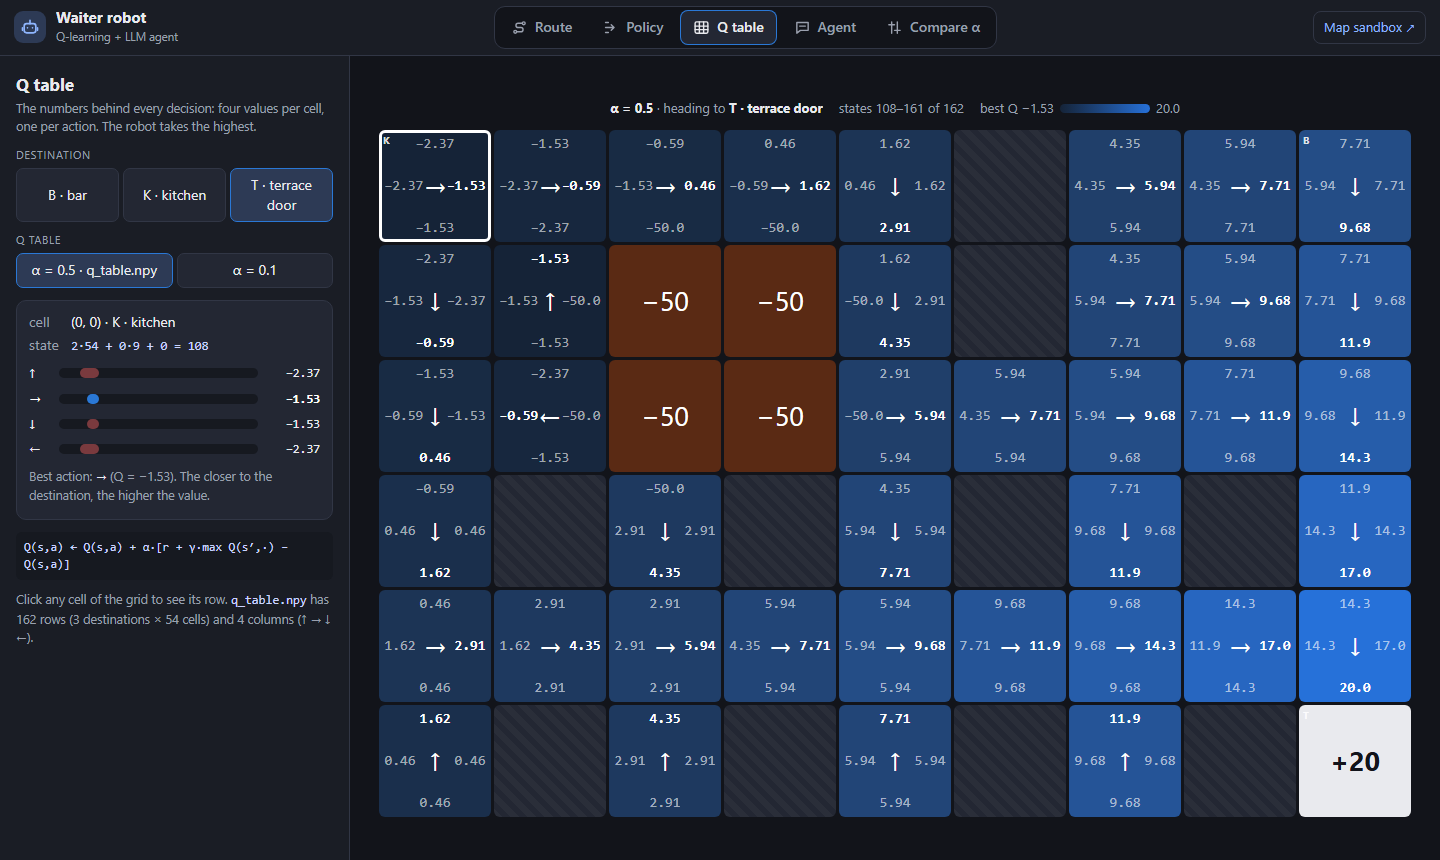 Waiter robot
Q-learning + LLM agent
Route
Policy
Q table
Agent
Compare α
Map sandbox ↗
Q table
The numbers behind every decision: four values per cell,
one per action. The robot takes the highest.
DESTINATION
B · bar
K · kitchen
T · terrace
door
Q TABLE
α = 0.5 · q_table.npy
α = 0.1
cell (0, 0) · K · kitchen
state 2·54 + 0·9 + 0 = 108
↑ −2.37
→ −1.53
↓ −1.53
← −2.37
Best action: → (Q = −1.53). The closer to the
destination, the higher the value.
Q(s,a) ← Q(s,a) + α·[r + γ·max Q(s′,·) −
Q(s,a)]
Click any cell of the grid to see its row. q_table.npy has
162 rows (3 destinations × 54 cells) and 4 columns (↑ → ↓
←).
α = 0.5 · heading to T · terrace door states 108–161 of 162 best Q −1.53 20.0
K −2.37 −1.53 −0.59 0.46 1.62 4.35 5.94 B 7.71
−2.37 → −1.53 −2.37 → −0.59 −1.53 → 0.46 −0.59 → 1.62 0.46 ↓ 1.62 4.35 → 5.94 4.35 → 7.71 5.94 ↓ 7.71
−1.53 −2.37 −50.0 −50.0 2.91 5.94 7.71 9.68
−2.37 −1.53 1.62 4.35 5.94 7.71
−1.53 ↓ −2.37 −1.53 ↑ −50.0 −50 −50 −50.0 ↓ 2.91 5.94 → 7.71 5.94 → 9.68 7.71 ↓ 9.68
−0.59 −1.53 4.35 7.71 9.68 11.9
−1.53 −2.37 2.91 5.94 5.94 7.71 9.68
−0.59 ↓ −1.53 −0.59 ← −50.0 −50 −50 −50.0 → 5.94 4.35 → 7.71 5.94 → 9.68 7.71 → 11.9 9.68 ↓ 11.9
0.46 −1.53 5.94 5.94 9.68 9.68 14.3
−0.59 −50.0 4.35 7.71 11.9
0.46 ↓ 0.46 2.91 ↓ 2.91 5.94 ↓ 5.94 9.68 ↓ 9.68 14.3 ↓ 14.3
1.62 4.35 7.71 11.9 17.0
0.46 2.91 2.91 5.94 5.94 9.68 9.68 14.3 14.3
1.62 → 2.91 1.62 → 4.35 2.91 → 5.94 4.35 → 7.71 5.94 → 9.68 7.71 → 11.9 9.68 → 14.3 11.9 → 17.0 14.3 ↓ 17.0
0.46 2.91 2.91 5.94 5.94 9.68 9.68 14.3 20.0
1.62 4.35 7.71 11.9 T
0.46 ↑ 0.46 2.91 ↑ 2.91 5.94 ↑ 5.94 9.68 ↑ 9.68 +20
0.46 2.91 5.94 9.68